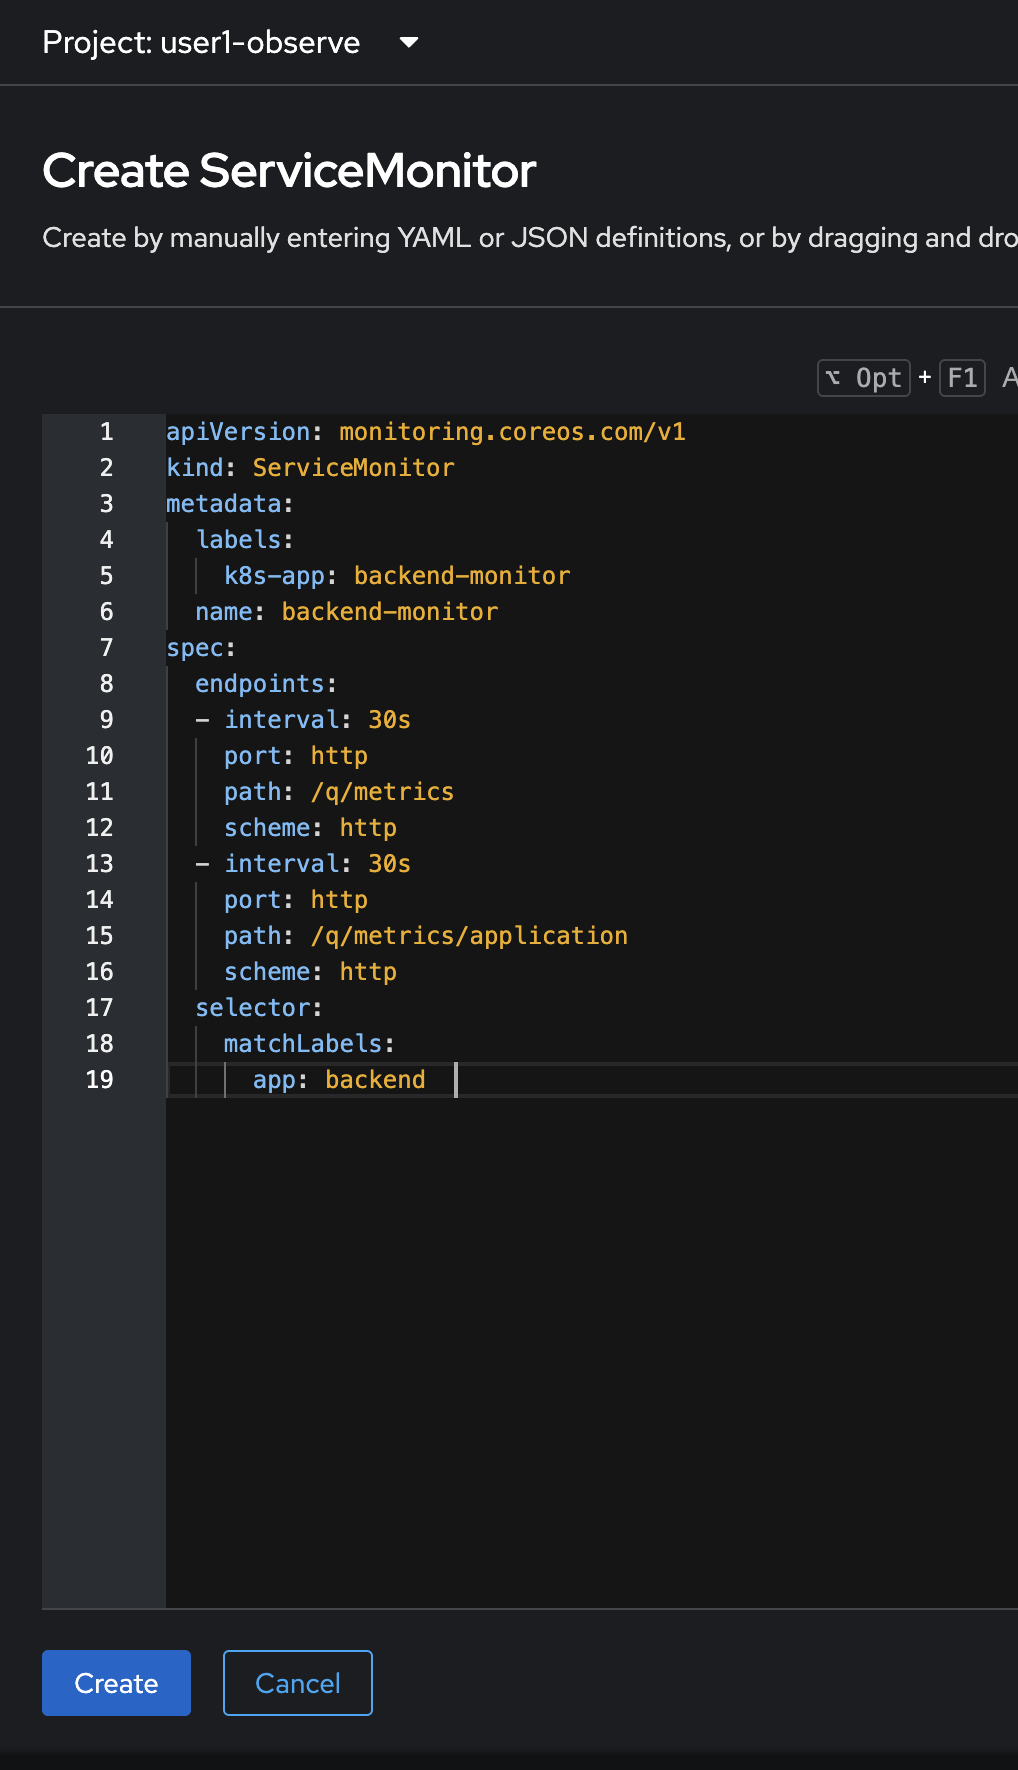 Project: user1-observe
Create ServiceMonitor
Create by manually entering YAML or JSON definitions, or by dragging and
⌥ Opt + F1
1 apiVersion: monitoring.coreos.com/v1
2 kind: ServiceMonitor
3 metadata:
4   labels:
5     k8s-app: backend-monitor
6   name: backend-monitor
7 spec:
8   endpoints:
9   - interval: 30s
10     port: http
11     path: /q/metrics
12     scheme: http
13   - interval: 30s
14     port: http
15     path: /q/metrics/application
16     scheme: http
17   selector:
18     matchLabels:
19       app: backend
Create Cancel